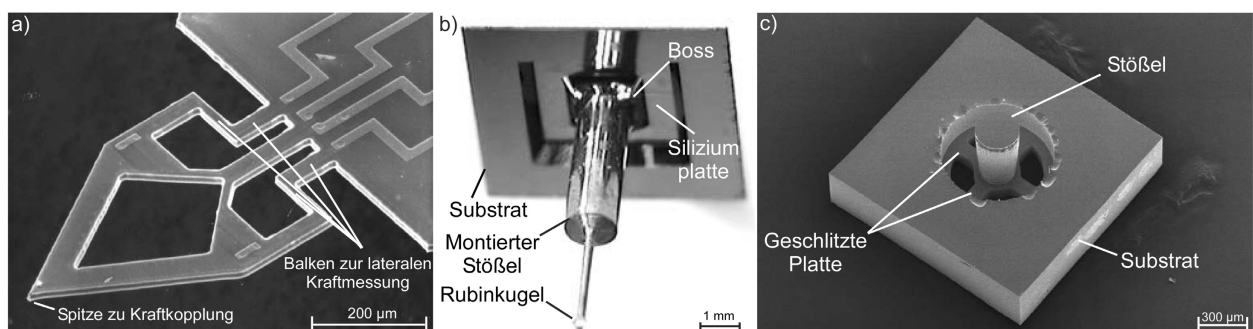 a)
Balken zur lateralen
Kraftmessung
Spitze zu Kraftkopplung
200 µm
b)
Boss
Silizium
platte
Substrat
Montierter
Stößel
Rubinkugel
1 mm
c)
Stößel
Geschlitzte
Platte
Substrat
300 µm